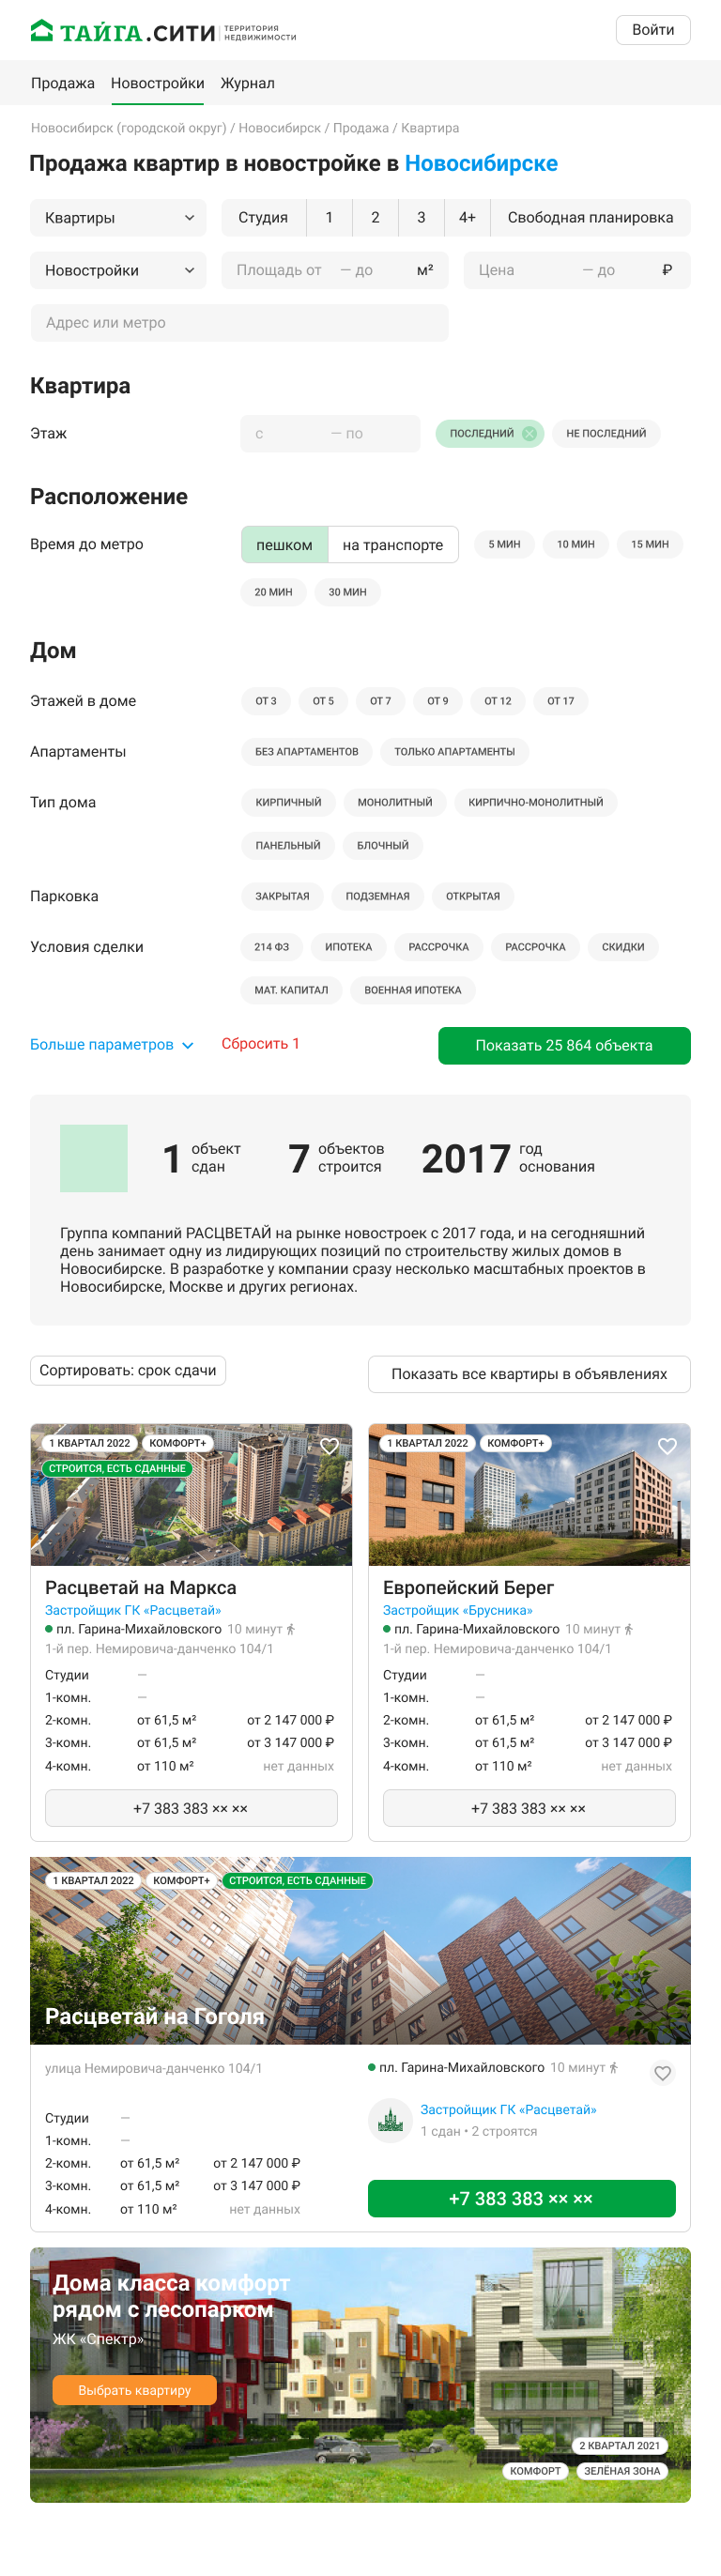 ТАЙГА.СИТИ ТЕРРИТОРИЯ
НЕДВИЖИМОСТИ
Войти
Продажа Новостройки Журнал
Новосибирск (городской округ) / Новосибирск / Продажа / Квартира
Продажа квартир в новостройке в Новосибирске
Квартиры Студия 1 2 3 4+ Свободная планировка
Новостройки Площадь от — до м² Цена — до ₽
Адрес или метро
Квартира
Этаж с — по ПОСЛЕДНИЙ НЕ ПОСЛЕДНИЙ
Расположение
Время до метро пешком на транспорте 5 МИН 10 МИН 15 МИН
20 МИН 30 МИН
Дом
Этажей в доме ОТ 3 ОТ 5 ОТ 7 ОТ 9 ОТ 12 ОТ 17
Апартаменты БЕЗ АПАРТАМЕНТОВ ТОЛЬКО АПАРТАМЕНТЫ
Тип дома КИРПИЧНЫЙ МОНОЛИТНЫЙ КИРПИЧНО-МОНОЛИТНЫЙ
ПАНЕЛЬНЫЙ БЛОЧНЫЙ
Парковка ЗАКРЫТАЯ ПОДЗЕМНАЯ ОТКРЫТАЯ
Условия сделки 214 ФЗ ИПОТЕКА РАССРОЧКА РАССРОЧКА СКИДКИ
МАТ. КАПИТАЛ ВОЕННАЯ ИПОТЕКА
Больше параметров Сбросить 1 Показать 25 864 объекта
1 объект сдан 7 объектов строится 2017 год основания
Группа компаний РАСЦВЕТАЙ на рынке новостроек с 2017 года, и на сегодняшний
день занимает одну из лидирующих позиций по строительству жилых домов в
Новосибирске. В разработке у компании сразу несколько масштабных проектов в
Новосибирске, Москве и других регионах.
Сортировать: срок сдачи Показать все квартиры в объявлениях
1 КВАРТАЛ 2022 КОМФОРТ+
СТРОИТСЯ, ЕСТЬ СДАННЫЕ
Расцветай на Маркса
Застройщик ГК «Расцветай»
пл. Гарина-Михайловского 10 минут
1-й пер. Немировича-данченко 104/1
Студии —
1-комн. —
2-комн. от 61,5 м² от 2 147 000 ₽
3-комн. от 61,5 м² от 3 147 000 ₽
4-комн. от 110 м² нет данных
+7 383 383 ×× ××
1 КВАРТАЛ 2022 КОМФОРТ+
Европейский Берег
Застройщик «Брусника»
пл. Гарина-Михайловского 10 минут
1-й пер. Немировича-данченко 104/1
Студии —
1-комн. —
2-комн. от 61,5 м² от 2 147 000 ₽
3-комн. от 61,5 м² от 3 147 000 ₽
4-комн. от 110 м² нет данных
+7 383 383 ×× ××
1 КВАРТАЛ 2022 КОМФОРТ+ СТРОИТСЯ, ЕСТЬ СДАННЫЕ
Расцветай на Гоголя
улица Немировича-данченко 104/1
Студии —
1-комн. —
2-комн. от 61,5 м² от 2 147 000 ₽
3-комн. от 61,5 м² от 3 147 000 ₽
4-комн. от 110 м² нет данных
пл. Гарина-Михайловского 10 минут
Застройщик ГК «Расцветай»
1 сдан • 2 строятся
+7 383 383 ×× ××
Дома класса комфорт
рядом с лесопарком
ЖК «Спектр»
Выбрать квартиру
2 КВАРТАЛ 2021
КОМФОРТ ЗЕЛЁНАЯ ЗОНА